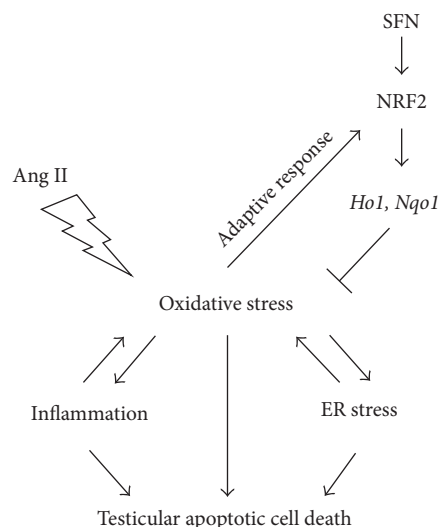 SFN
NRF2
Adaptive response
Ang II
Ho1, Nqo1
Oxidative stress
Inflammation
ER stress
Testicular apoptotic cell death